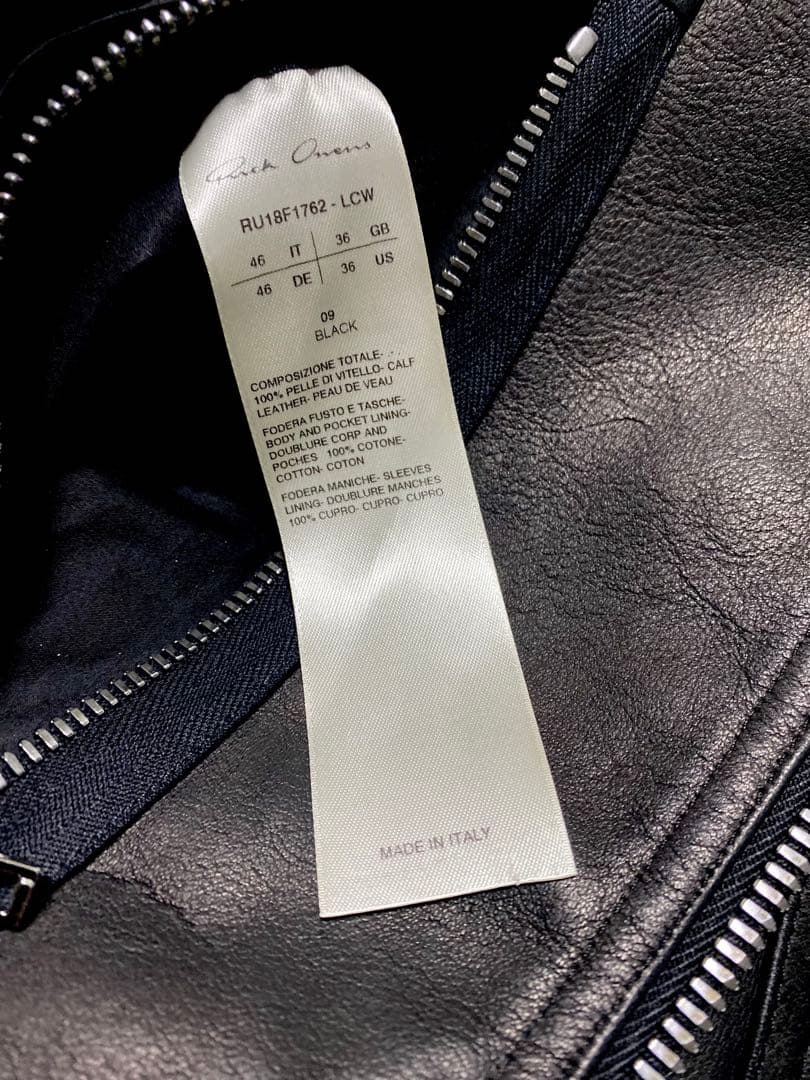 Rick Owens
RU18F1762 - LCW
46 IT 36 GB
46 DE 36 US
09
BLACK
COMPOSIZIONE TOTALE-
100% PELLE DI VITELLO- CALF
LEATHER- PEAU DE VEAU
FODERA FUSTO E TASCHE-
BODY AND POCKET LINING-
DOUBLURE CORP AND
POCHES 100% COTONE-
COTTON- COTON
FODERA MANICHE- SLEEVES
LINING- DOUBLURE MANCHES
100% CUPRO- CUPRO- CUPRO
MADE IN ITALY